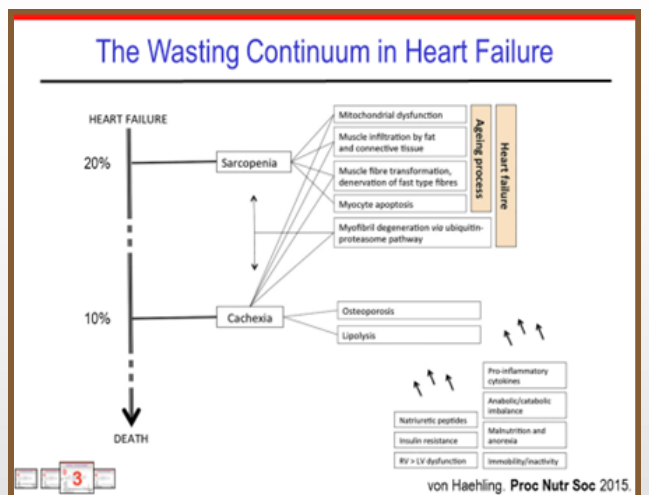 The Wasting Continuum in Heart Failure
HEART FAILURE
20%
10%
DEATH
Sarcopenia
Cachexia
Mitochondrial dysfunction
Muscle infiltration by fat
and connective tissue
Muscle fibre transformation,
denervation of fast type fibres
Myocyte apoptosis
Myofibril degeneration via ubiquitin-
proteasome pathway
Ageing process
Heart failure
Osteoporosis
Lipolysis
Natriuretic peptides
Insulin resistance
RV > LV dysfunction
Pro-inflammatory
cytokines
Anabolic/catabolic
imbalance
Malnutrition and
anorexia
Immobility/inactivity
3
von Haehling. Proc Nutr Soc 2015.